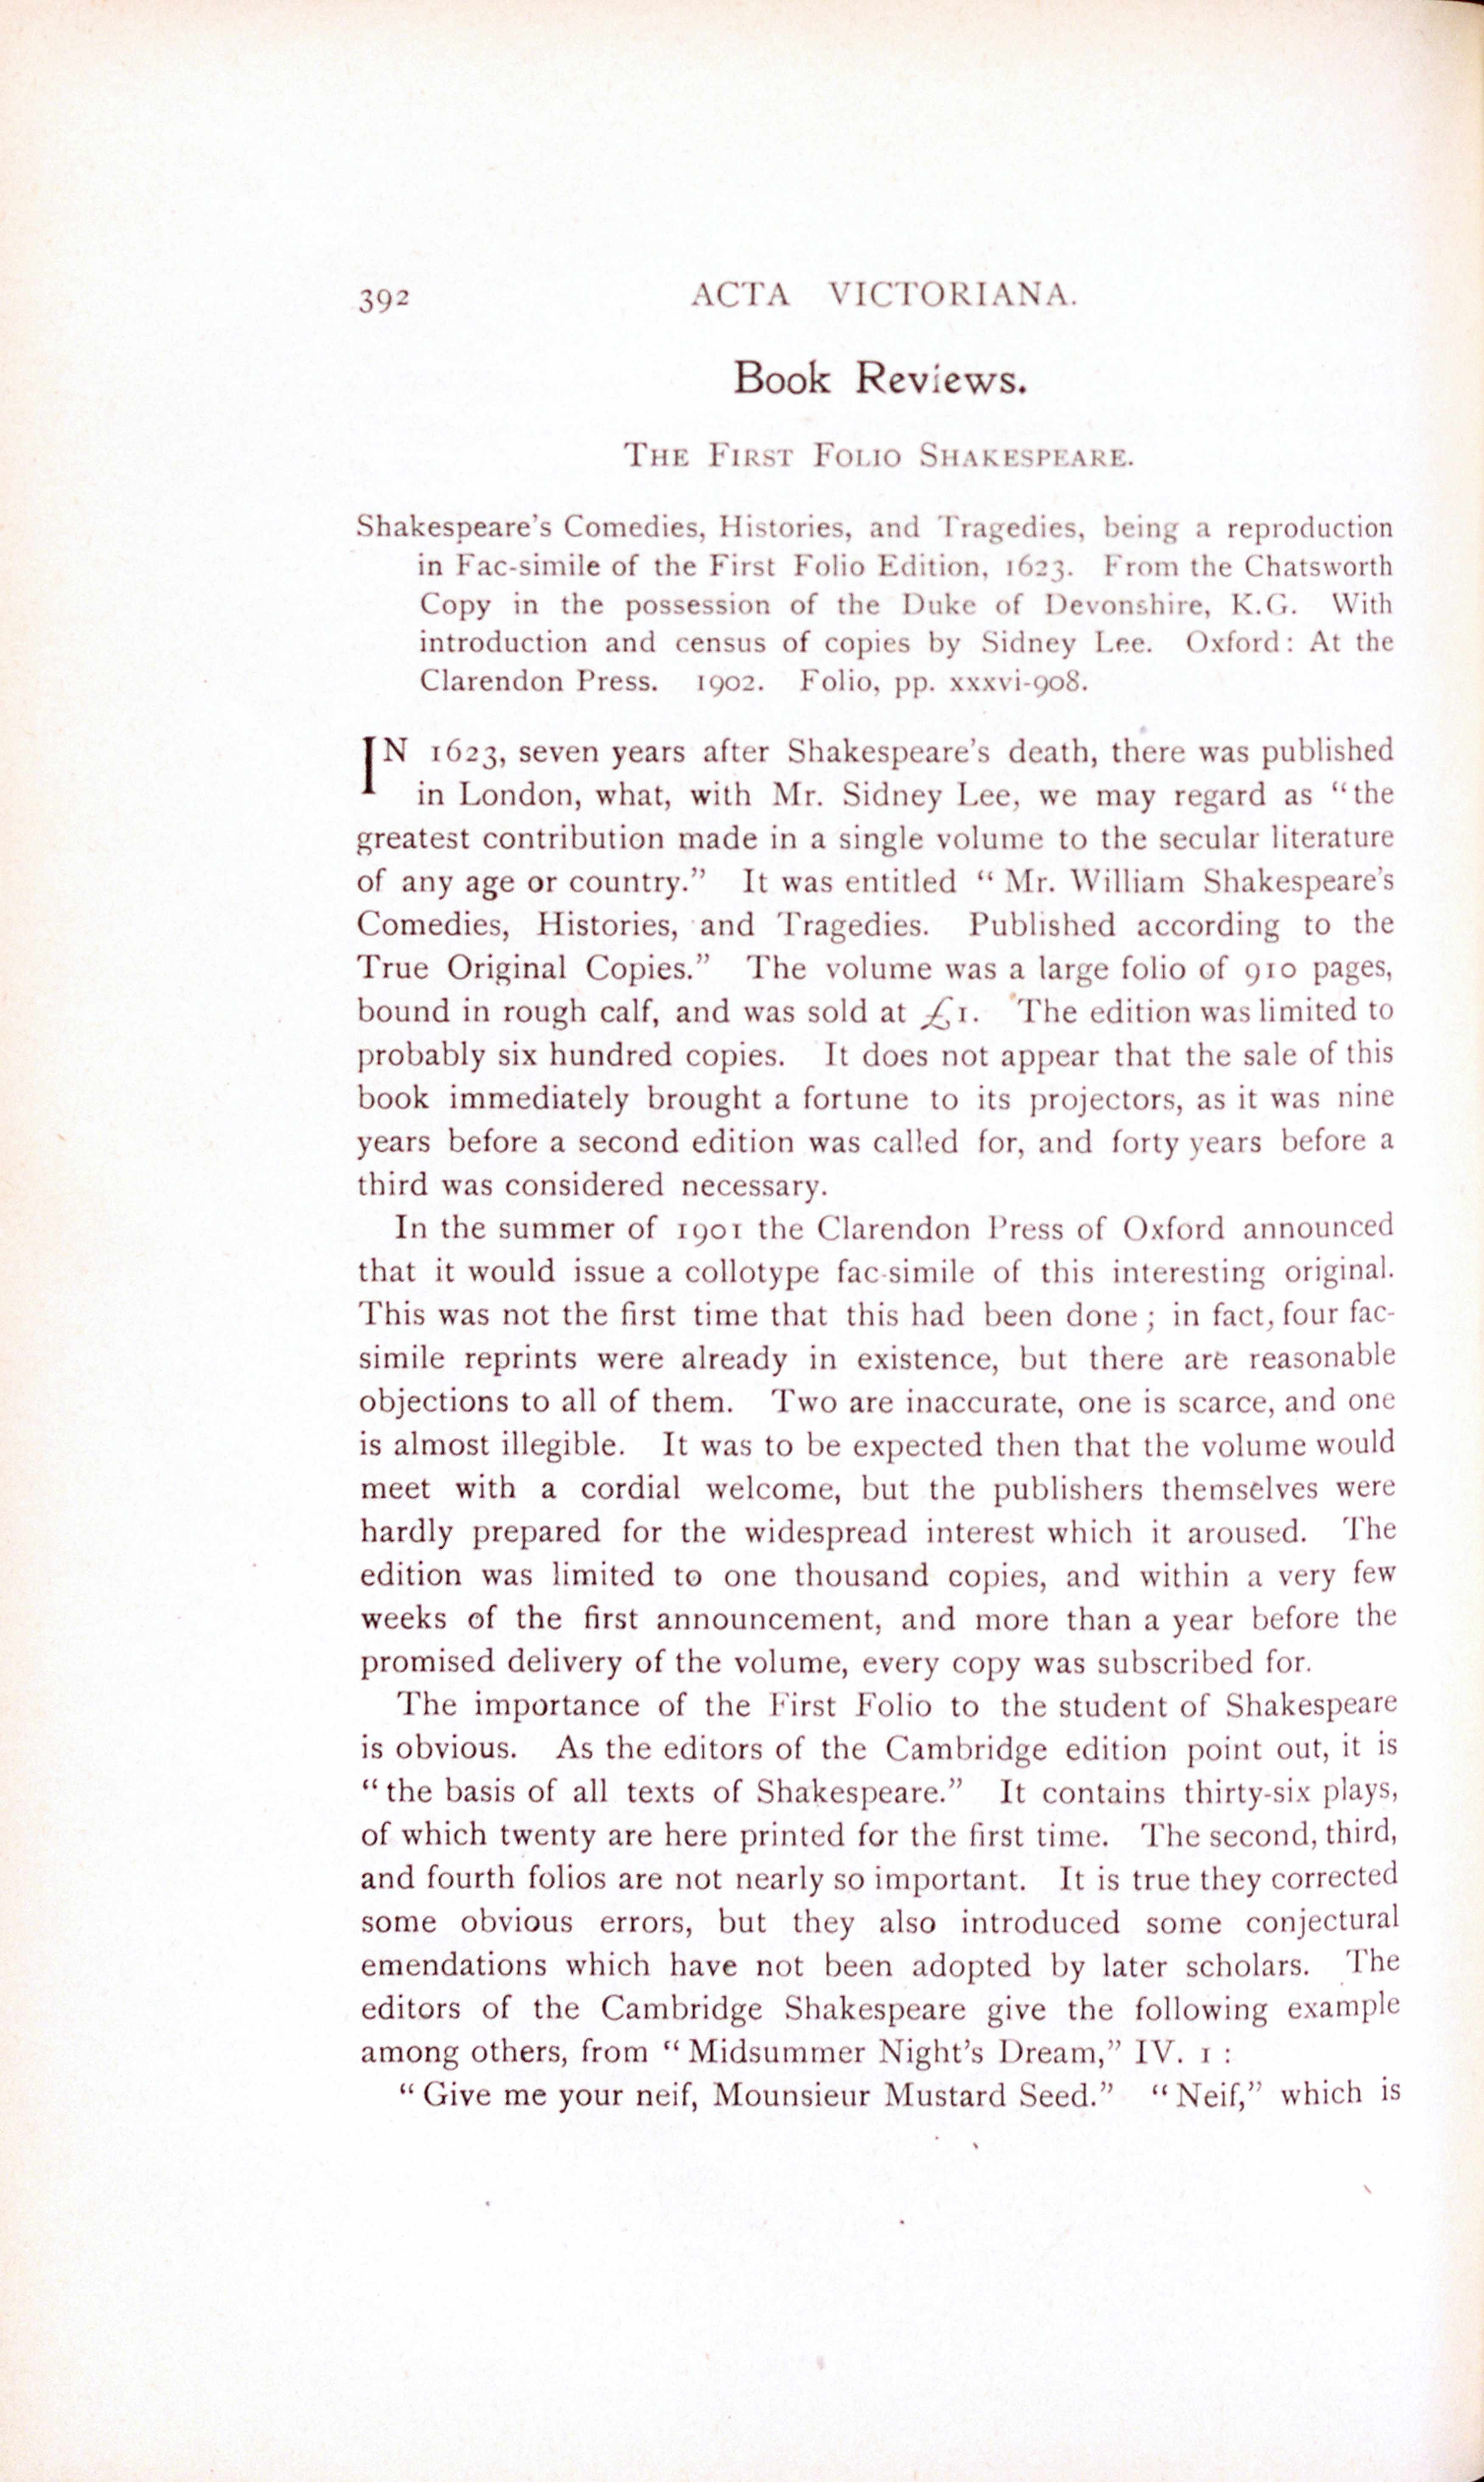 392 ACTA VICTORIANA.
Book Reviews.
THE FIRST FOLIO SHAKESPEARE.
Shakespeare's Comedies, Histories, and Tragedies, being a reproduction
in Fac-simile of the First Folio Edition, 1623. From the Chatsworth
Copy in the possession of the Duke of Devonshire, K.G. With
introduction and census of copies by Sidney Lee. Oxford: At the
Clarendon Press. 1902. Folio, pp. xxxvi-908.
IN 1623, seven years after Shakespeare's death, there was published
in London, what, with Mr. Sidney Lee, we may regard as "the
greatest contribution made in a single volume to the secular literature
of any age or country." It was entitled "Mr. William Shakespeare's
Comedies, Histories, and Tragedies. Published according to the
True Original Copies." The volume was a large folio of 910 pages,
bound in rough calf, and was sold at £1. The edition was limited to
probably six hundred copies. It does not appear that the sale of this
book immediately brought a fortune to its projectors, as it was nine
years before a second edition was called for, and forty years before a
third was considered necessary.
In the summer of 1901 the Clarendon Press of Oxford announced
that it would issue a collotype fac-simile of this interesting original.
This was not the first time that this had been done; in fact, four fac-
simile reprints were already in existence, but there are reasonable
objections to all of them. Two are inaccurate, one is scarce, and one
is almost illegible. It was to be expected then that the volume would
meet with a cordial welcome, but the publishers themselves were
hardly prepared for the widespread interest which it aroused. The
edition was limited to one thousand copies, and within a very few
weeks of the first announcement, and more than a year before the
promised delivery of the volume, every copy was subscribed for.
The importance of the First Folio to the student of Shakespeare
is obvious. As the editors of the Cambridge edition point out, it is
"the basis of all texts of Shakespeare." It contains thirty-six plays,
of which twenty are here printed for the first time. The second, third,
and fourth folios are not nearly so important. It is true they corrected
some obvious errors, but they also introduced some conjectural
emendations which have not been adopted by later scholars. The
editors of the Cambridge Shakespeare give the following example
among others, from "Midsummer Night's Dream," IV. 1 :
"Give me your neif, Mounsieur Mustard Seed." "Neif," which is